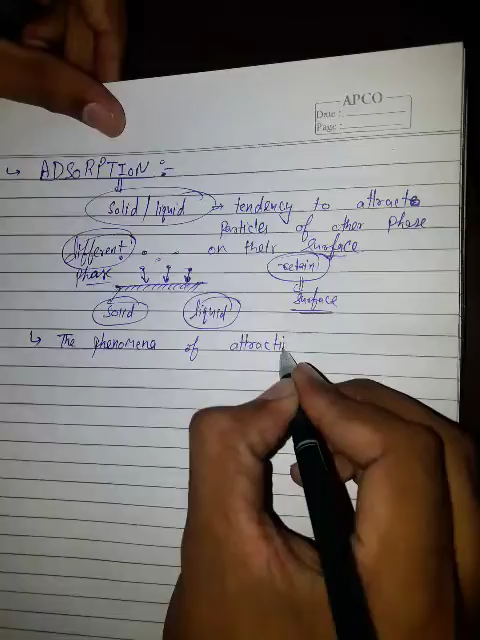 APCO
Date :
Page :
↳ ADSORPTION :-
Solid / liquid → tendency to attracts
particles of other phase
different on their surface
phase retain
Surface
Solid liquid
↳ The phenomena of attracti